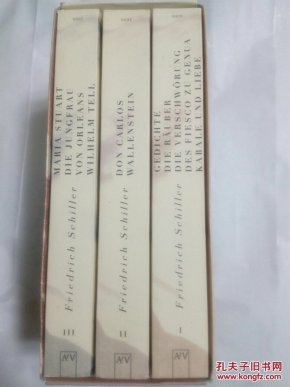 MARIA STUART
DIE JUNGFRAU
VON ORLEANS
WILHELM TELL
Friedrich Schiller
III
AtV
DON CARLOS
WALLENSTEIN
Friedrich Schiller
II
AtV
GEDICHTE
DIE RÄUBER
DIE VERSCHWÖRUNG
DES FIESCO ZU GENUA
KABALE UND LIEBE
Friedrich Schiller
I
AtV
孔夫子旧书网